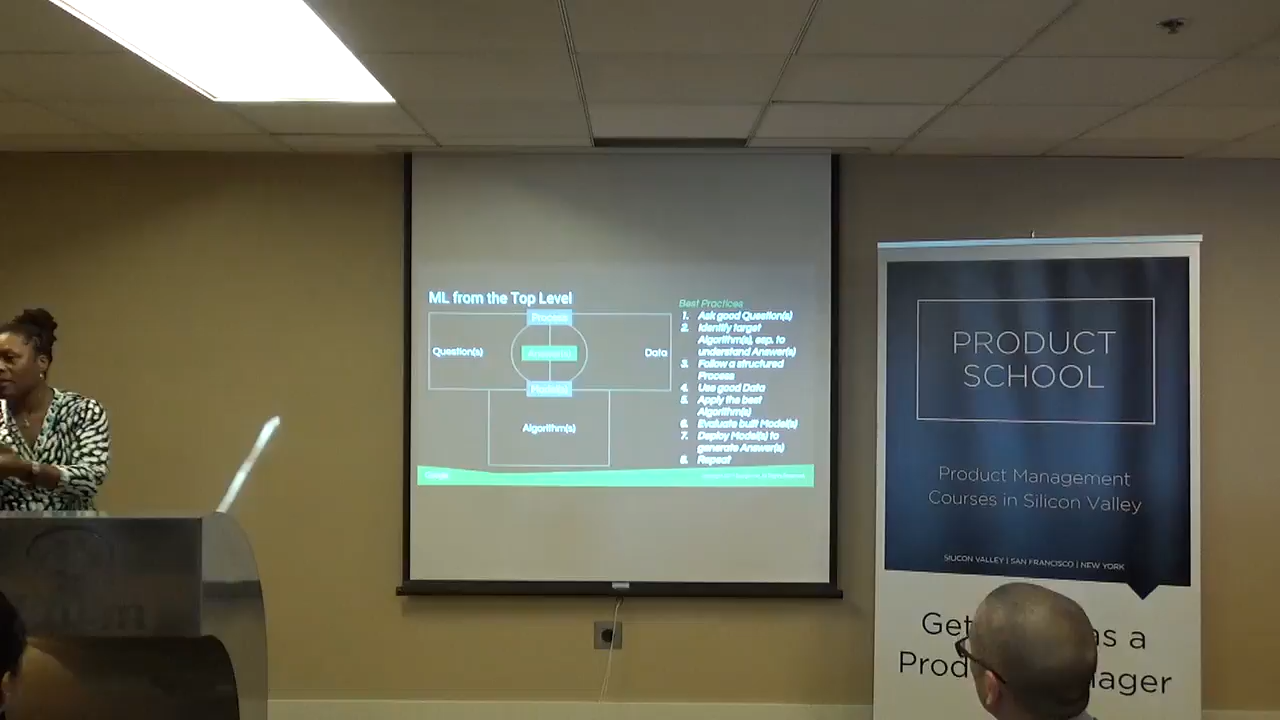 ML from the Top Level
Process
Question(s)
Answer(s)
Data
Model(s)
Algorithm(s)
Best Practices
1. Ask good Question(s)
2. Identify target
Algorithm(s), esp. to
understand Answer(s)
3. Follow a structured
Process
4. Use good Data
5. Apply the best
Algorithm(s)
6. Evaluate built Model(s)
7. Deploy Model(s) to
generate Answer(s)
8. Repeat
PRODUCT
SCHOOL
Product Management
Courses in Silicon Valley
SILICON VALLEY | SAN FRANCISCO | NEW YORK
Get as a
Prod ager